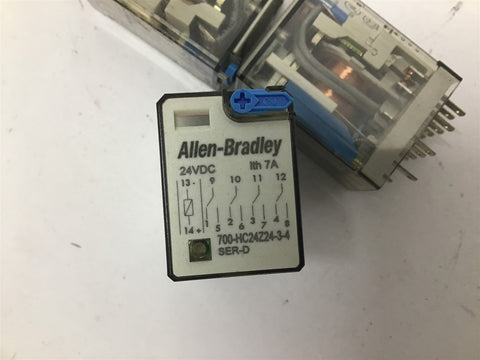 Allen-Bradley
24VDC Ith 7A
13- 9 10 11 12
14+ 1 5 2 6 3 7 4 8
700-HC24Z24-3-4
SER-D